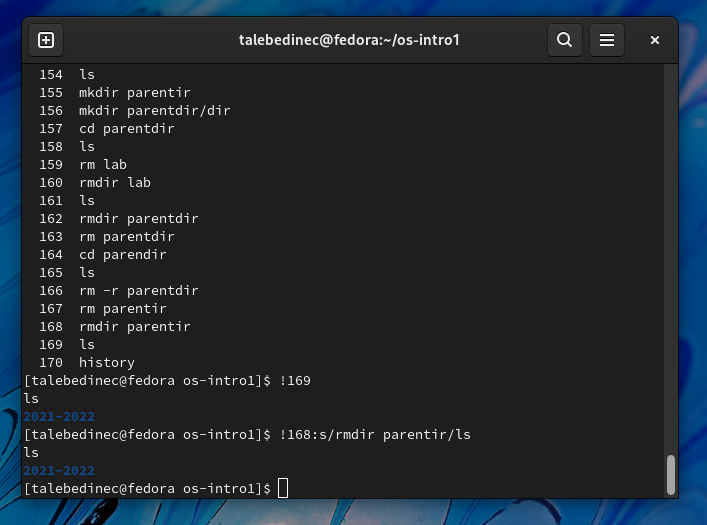 talebedinec@fedora:~/os-intro1
154 ls
155 mkdir parentir
156 mkdir parentdir/dir
157 cd parentdir
158 ls
159 rm lab
160 rmdir lab
161 ls
162 rmdir parentdir
163 rm parentdir
164 cd parendir
165 ls
166 rm -r parentdir
167 rm parentir
168 rmdir parentir
169 ls
170 history
[talebedinec@fedora os-intro1]$ !169
ls
2021-2022
[talebedinec@fedora os-intro1]$ !168:s/rmdir parentir/ls
ls
2021-2022
[talebedinec@fedora os-intro1]$